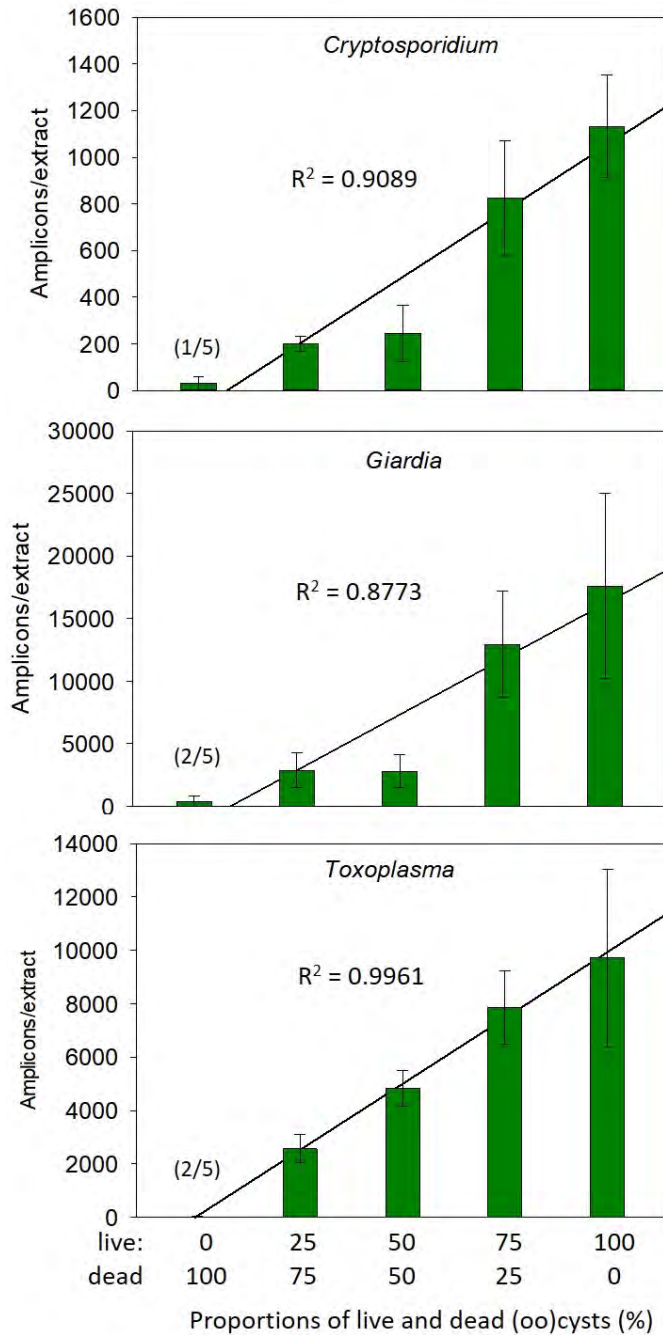 1600
Cryptosporidium
1400
1200
1000
R² = 0.9089
800
600
400
(1/5)
200
0
Amplicons/extract
30000
Giardia
25000
20000
R² = 0.8773
15000
10000
5000
(2/5)
0
Amplicons/extract
14000
Toxoplasma
12000
10000
R² = 0.9961
8000
6000
4000
2000
(2/5)
0
Amplicons/extract
live: 0 25 50 75 100
dead 100 75 50 25 0
Proportions of live and dead (oo)cysts (%)